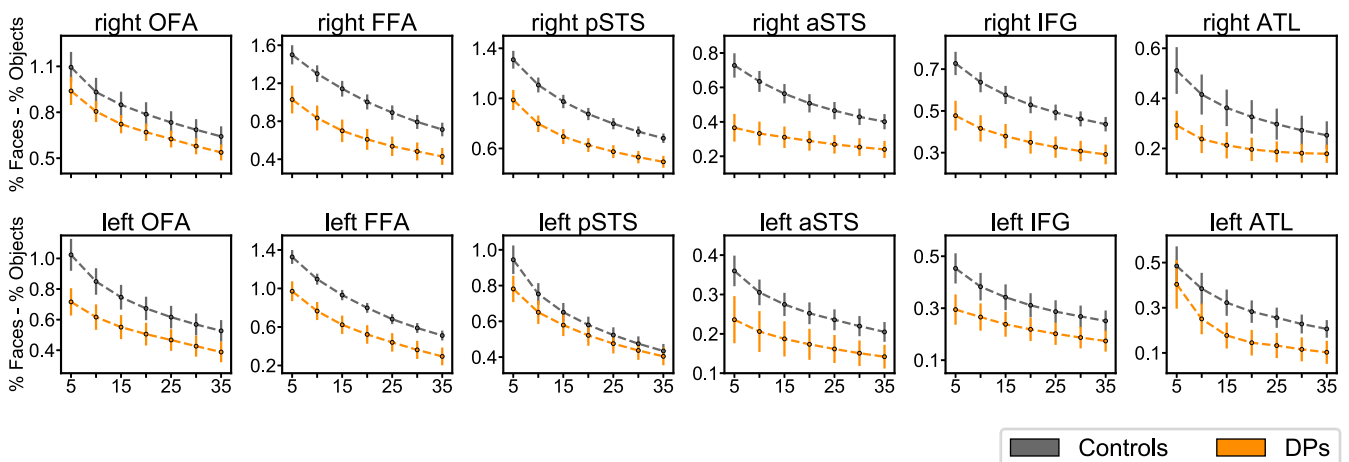 right OFA right FFA right pSTS right aSTS right IFG right ATL
% Faces - % Objects
1.1 0.8 0.5
1.6 1.2 0.8 0.4
1.4 1.0 0.6
0.8 0.6 0.4 0.2
0.7 0.5 0.3
0.6 0.4 0.2
left OFA left FFA left pSTS left aSTS left IFG left ATL
% Faces - % Objects
1.0 0.8 0.6 0.4
1.4 1.0 0.6 0.2
1.0 0.8 0.6 0.4
0.4 0.3 0.2 0.1
0.5 0.3 0.1
0.5 0.3 0.1
5 15 25 35 5 15 25 35 5 15 25 35 5 15 25 35 5 15 25 35 5 15 25 35
Controls DPs